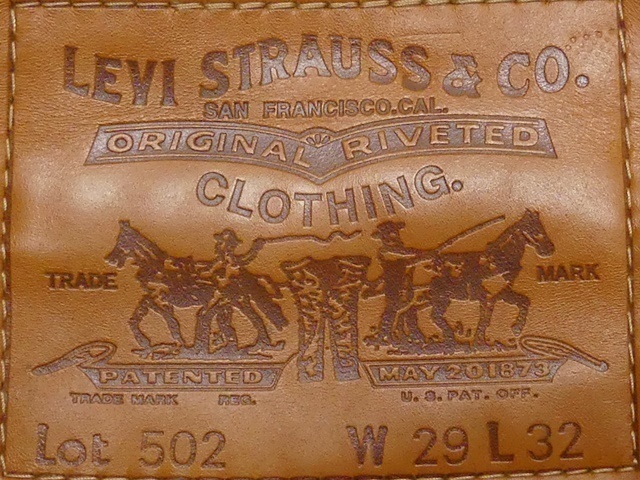 LEVI STRAUSS & CO.
SAN FRANCISCO.CAL.
ORIGINAL RIVETED
CLOTHING.
TRADE MARK
PATENTED MAY 20 1873
TRADE MARK REG. U. S. PAT. OFF.
Lot 502 W 29 L 32